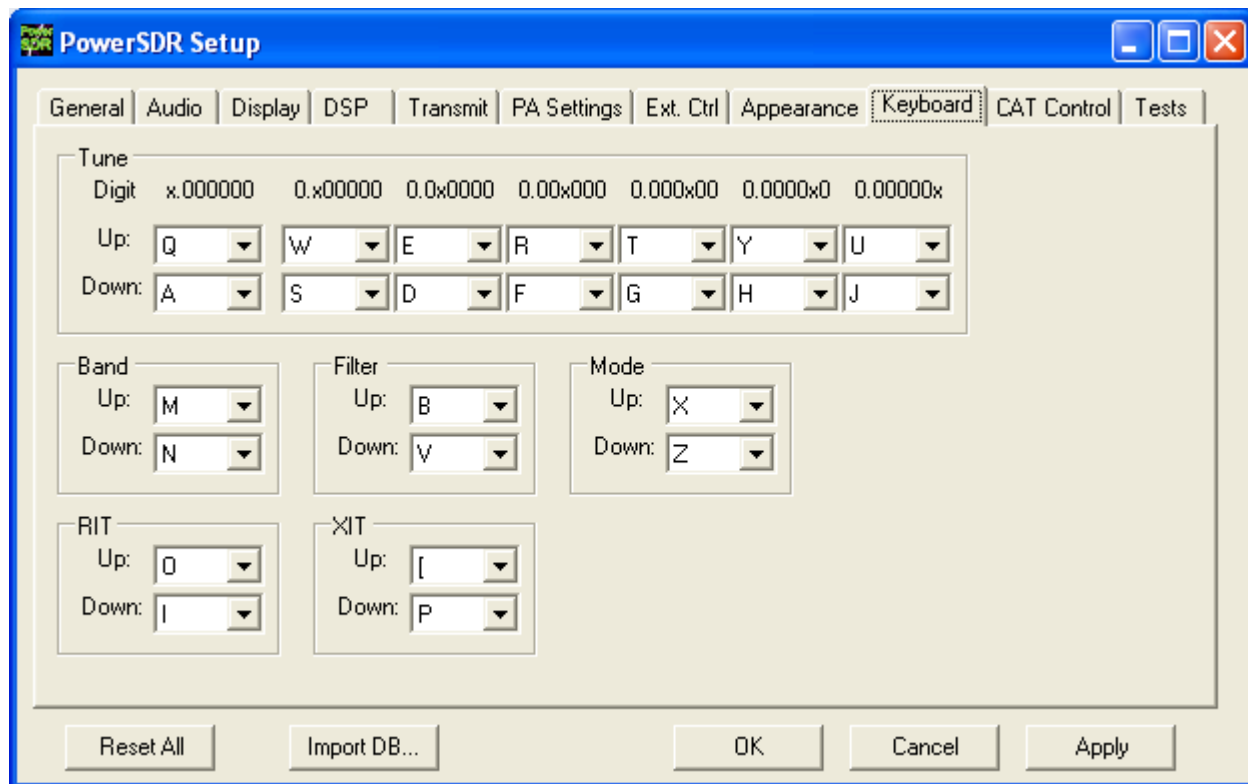 Power SDR PowerSDR Setup
General Audio Display DSP Transmit PA Settings Ext. Ctrl Appearance Keyboard CAT Control Tests
Tune
Digit x.000000 0.x00000 0.0x0000 0.00x000 0.000x00 0.0000x0 0.00000x
Up: Q W E R T Y U
Down: A S D F G H J
Band Filter Mode
Up: M Up: B Up: X
Down: N Down: V Down: Z
RIT XIT
Up: O Up: [
Down: I Down: P
Reset All Import DB... OK Cancel Apply